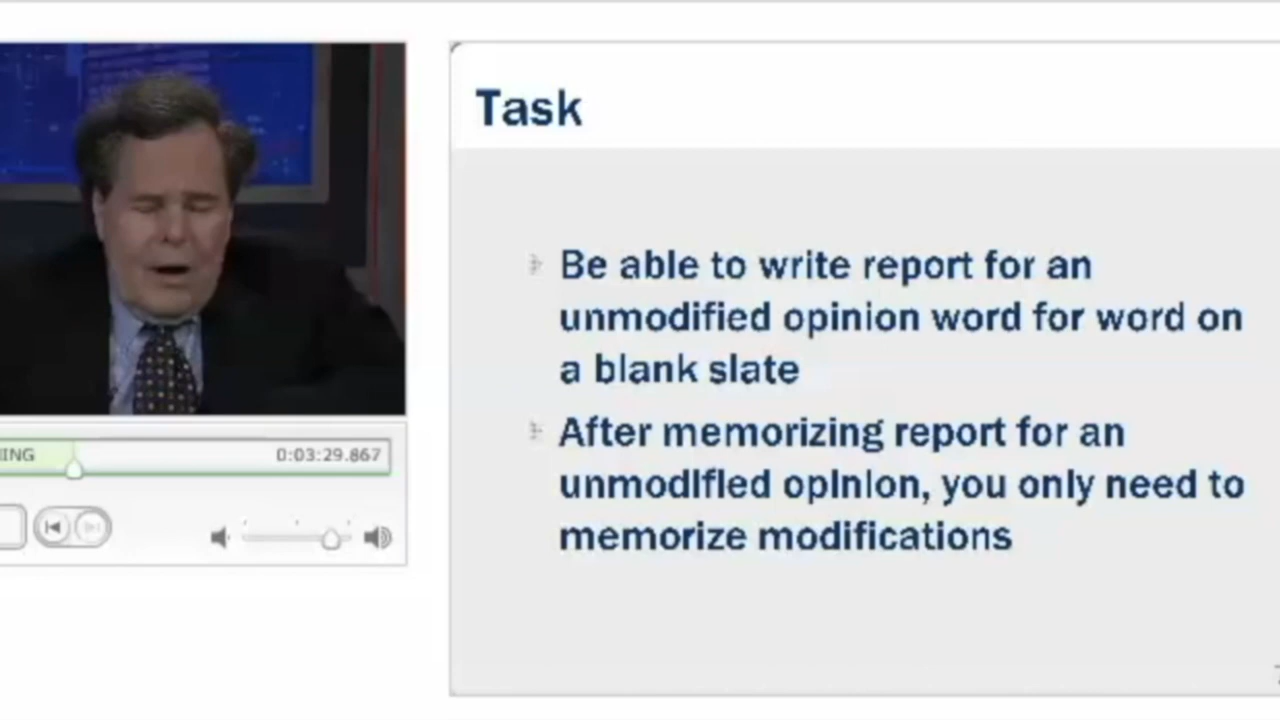 Task
Be able to write report for an
unmodified opinion word for word on
a blank slate
After memorizing report for an
unmodified opinion, you only need to
memorize modifications
ING
0:03:29.867